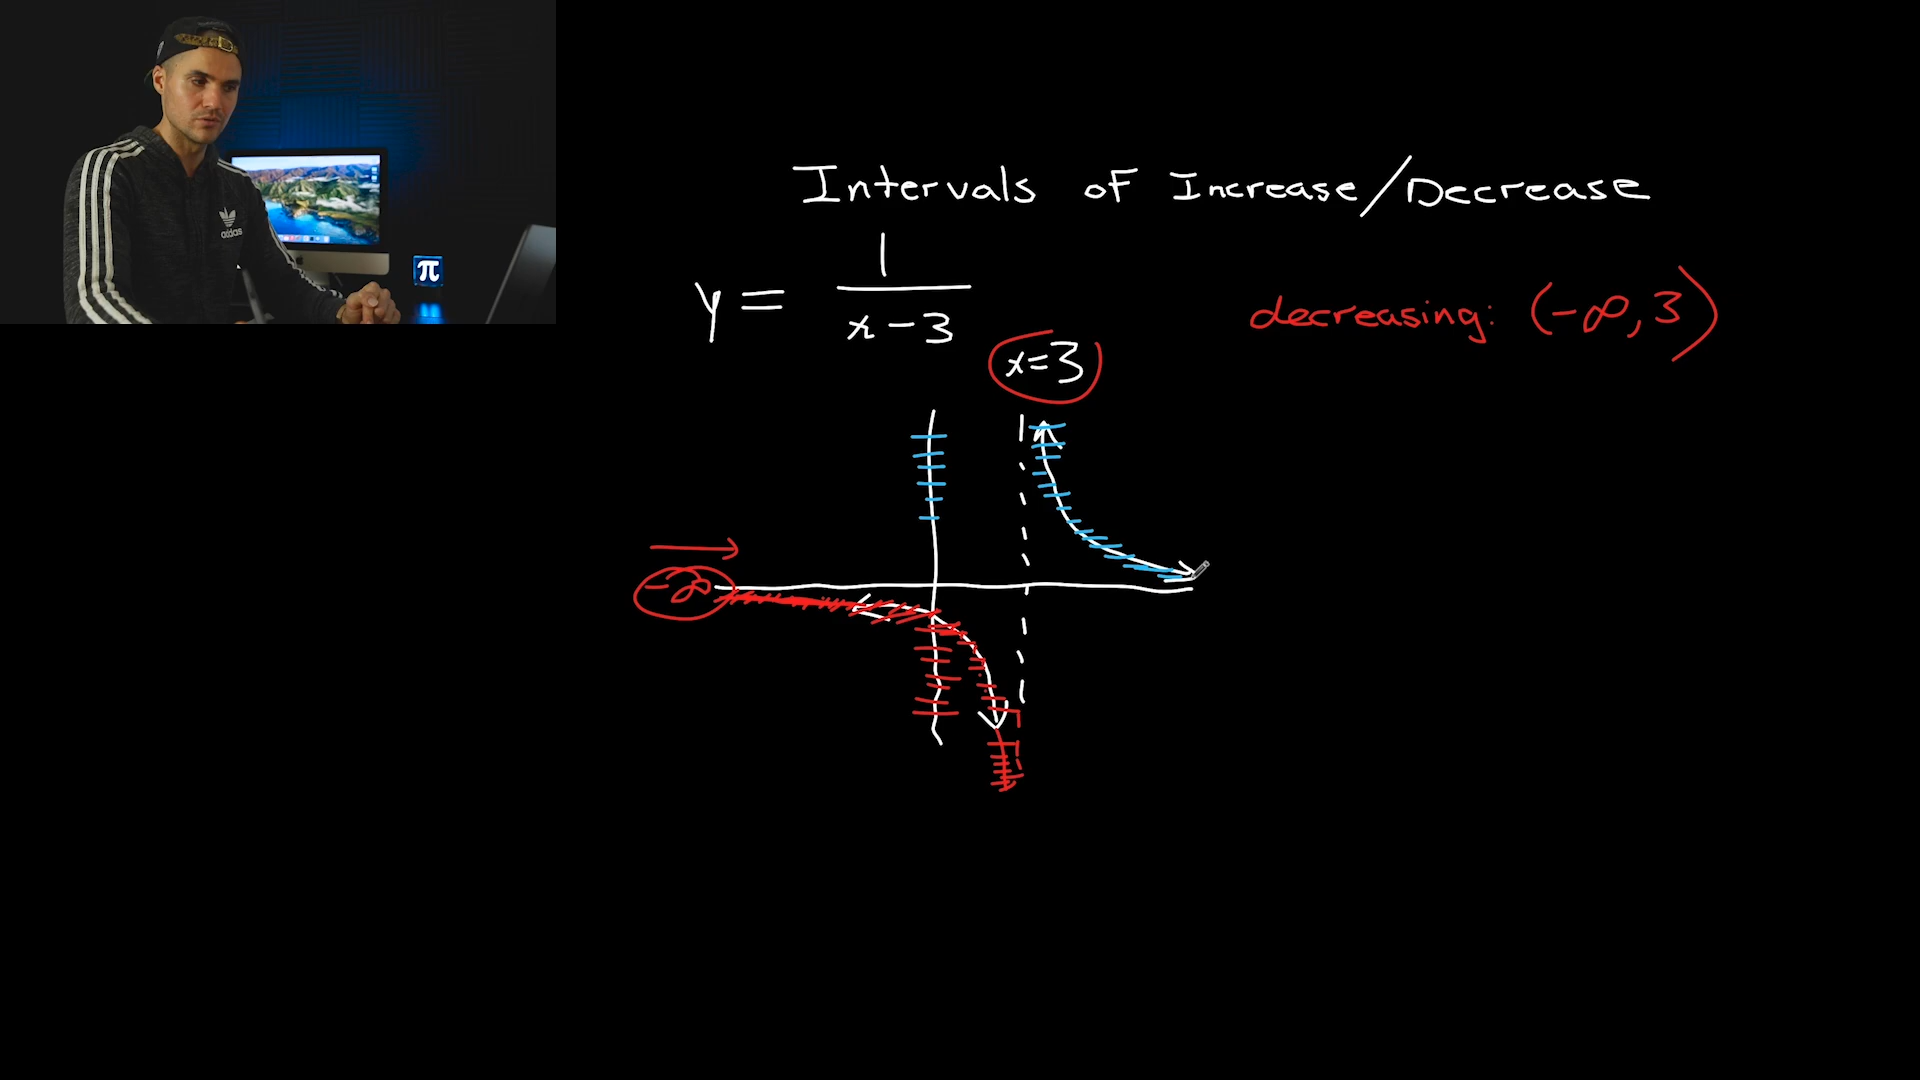 adidas
π
Intervals of Increase/Decrease
y = 1/(x-3)
decreasing: (-∞, 3)
x=3
-∞